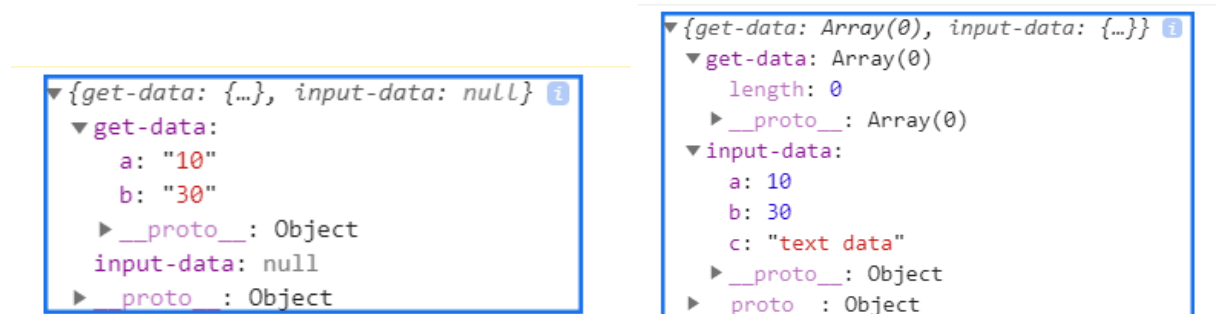 ▼{get-data: {…}, input-data: null} i
▼get-data:
a: "10"
b: "30"
▶__proto__: Object
input-data: null
▶__proto__: Object
▼{get-data: Array(0), input-data: {…}} i
▼get-data: Array(0)
length: 0
▶__proto__: Array(0)
▼input-data:
a: 10
b: 30
c: "text data"
▶__proto__: Object
▶__proto__: Object